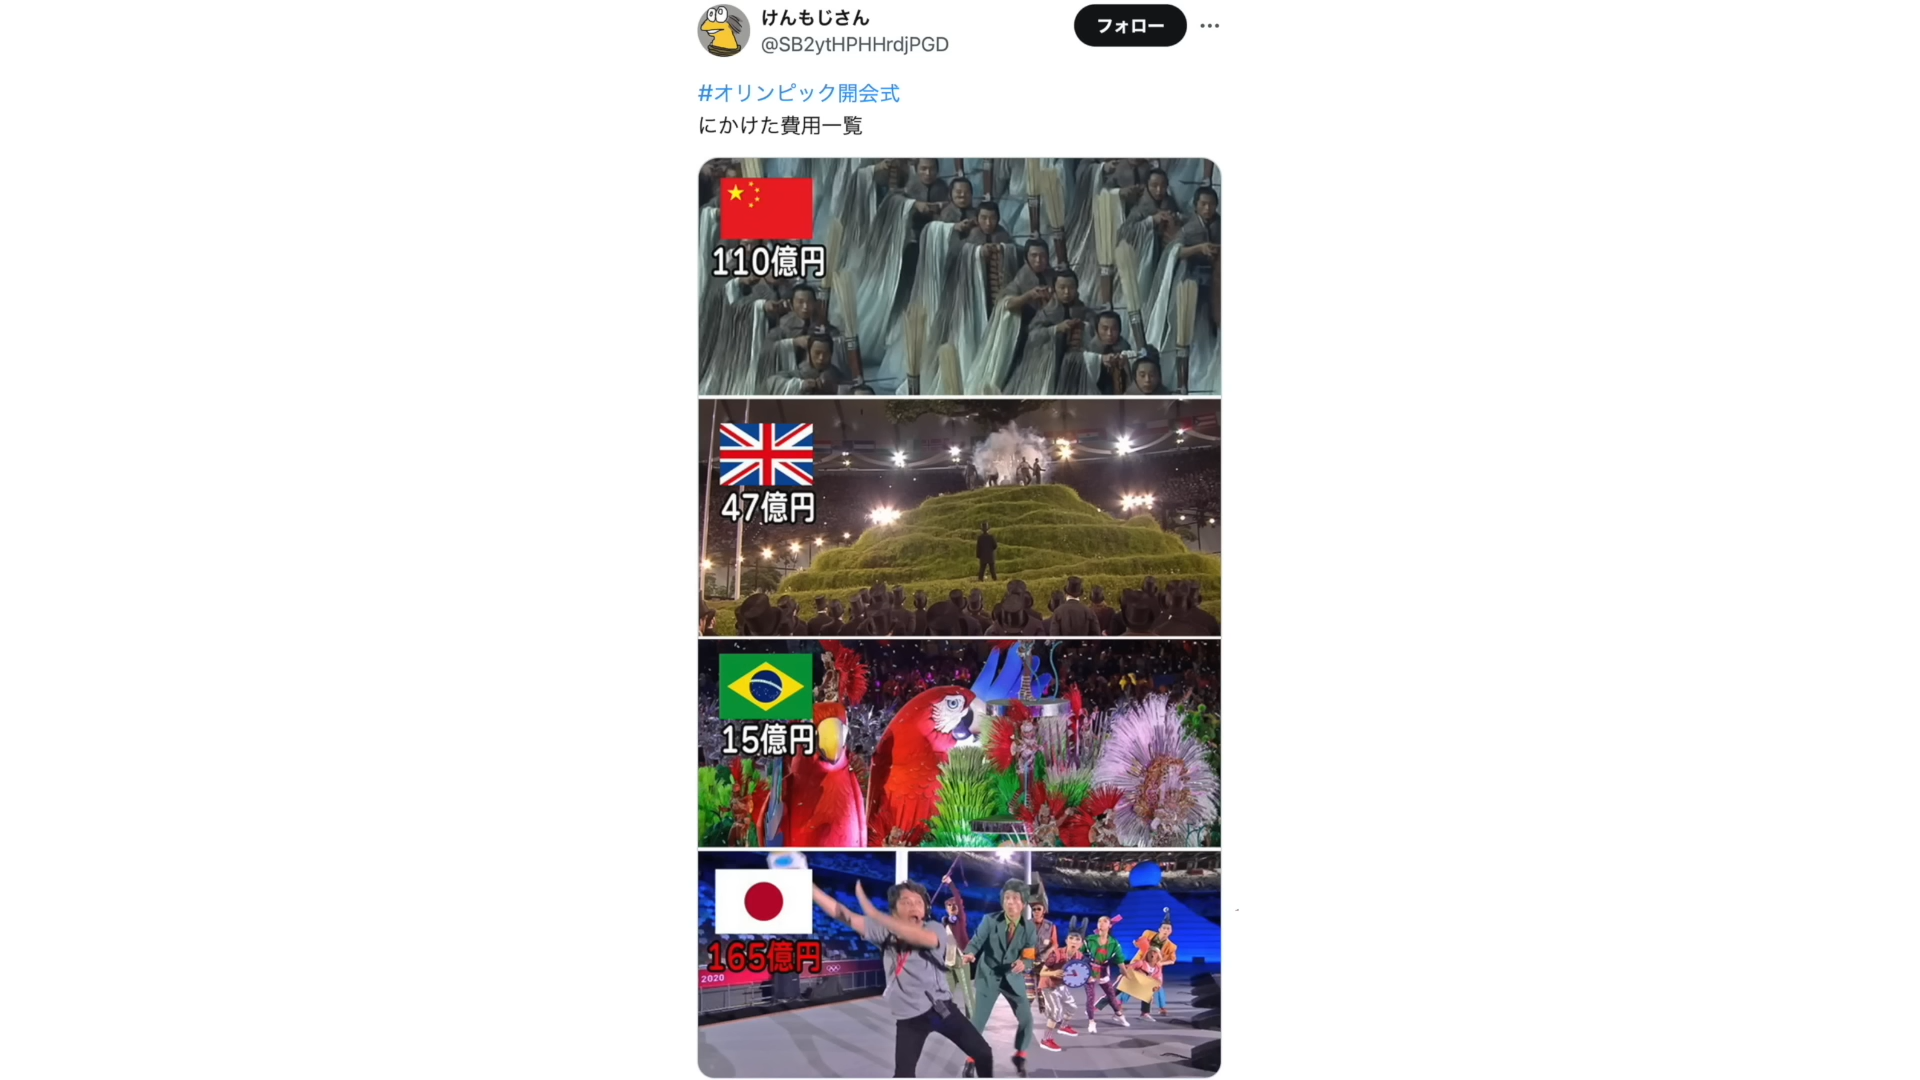 けんもじさん
@SB2ytHPHHrdjPGD
フォロー
#オリンピック開会式
にかけた費用一覧
110億円
47億円
15億円
165億円
2020